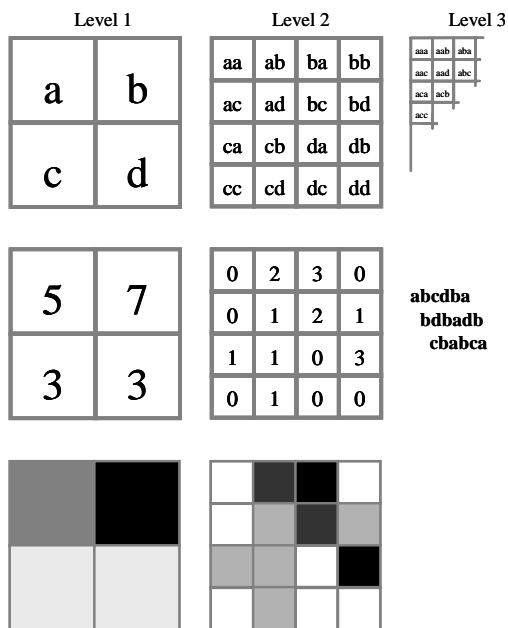 Level 1 Level 2 Level 3
a b
c d
aa ab ba bb
ac ad bc bd
ca cb da db
cc cd dc dd
aaa aab aba
aac aad abc
aca acb
acc
5 7
3 3
0 2 3 0
0 1 2 1
1 1 0 3
0 1 0 0
abcdba
bdbadb
cbabca